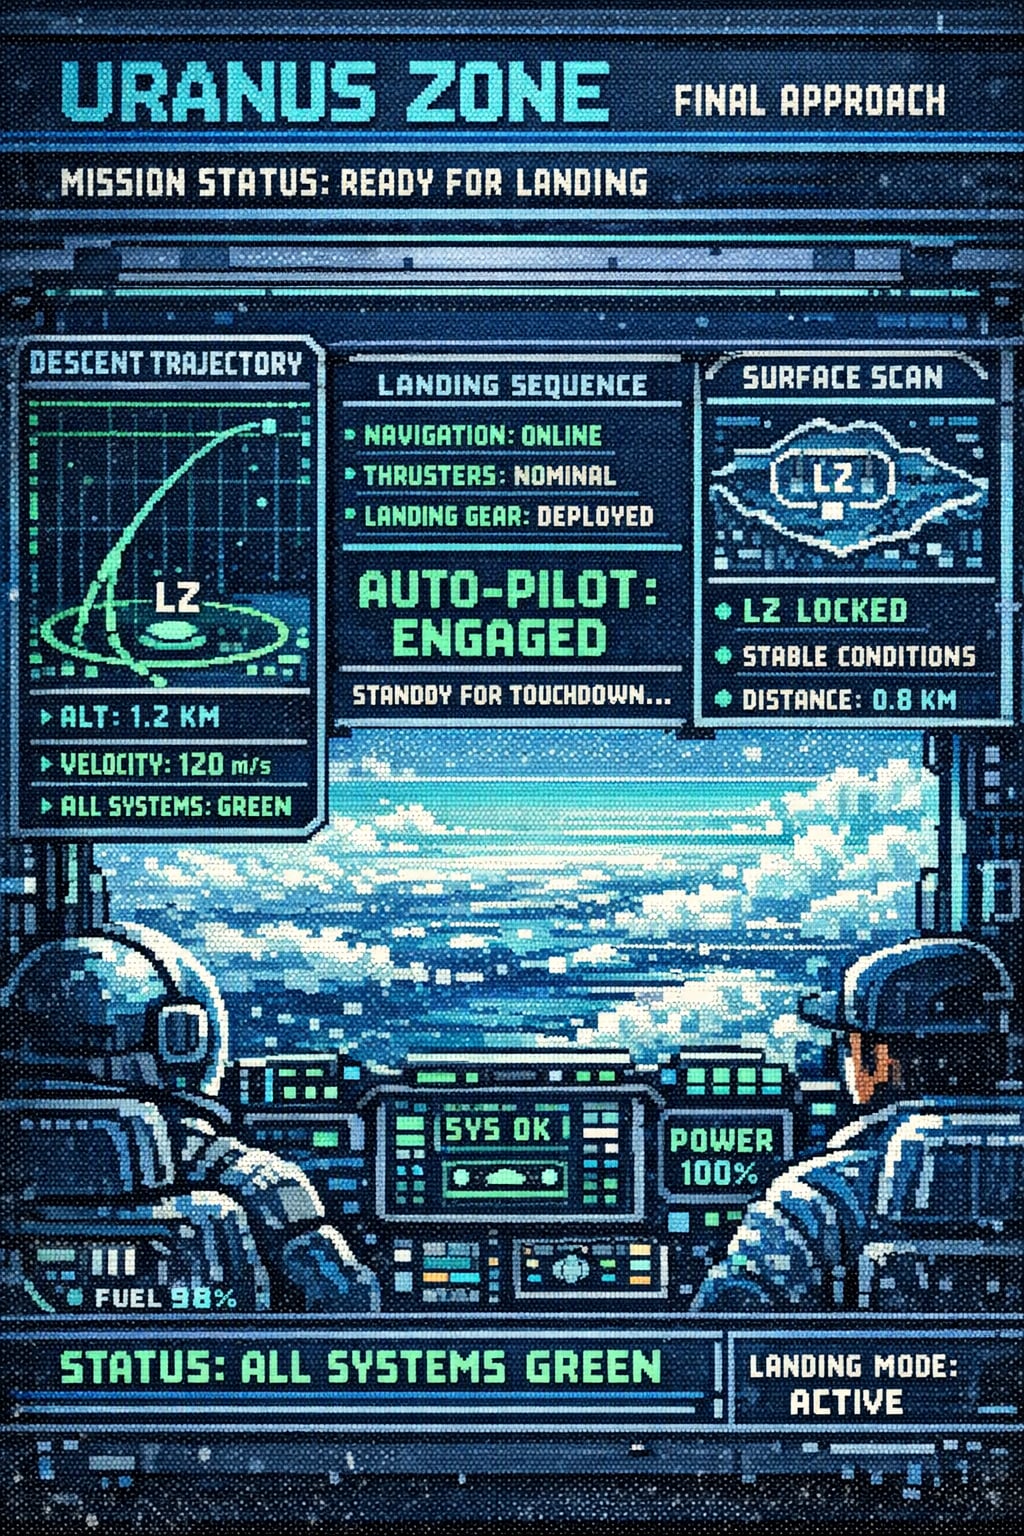 URANUS ZONE
FINAL APPROACH
MISSION STATUS: READY FOR LANDING
DESCENT TRAJECTORY
LZ
ALT: 1.2 KM
VELOCITY: 120 m/s
ALL SYSTEMS: GREEN
LANDING SEQUENCE
NAVIGATION: ONLINE
THRUSTERS: NOMINAL
LANDING GEAR: DEPLOYED
AUTO-PILOT:
ENGAGED
STANDDY FOR TOUCHDOWN...
SURFACE SCAN
LZ
LZ LOCKED
STABLE CONDITIONS
DISTANCE: 0.8 KM
SYS OK
POWER
100%
FUEL 98%
STATUS: ALL SYSTEMS GREEN
LANDING MODE:
ACTIVE